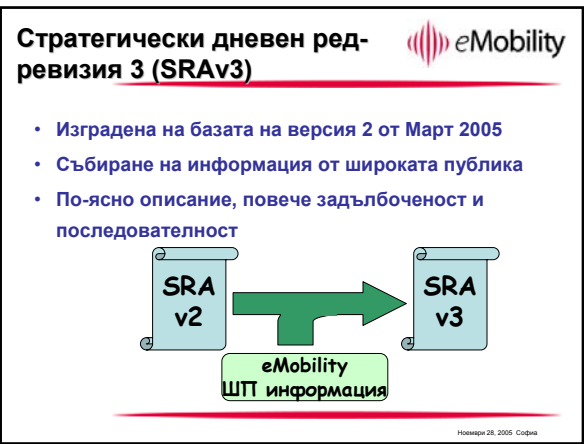 Стратегически дневен ред-
ревизия 3 (SRAv3)
eMobility
• Изградена на базата на версия 2 от Март 2005
• Събиране на информация от широката публика
• По-ясно описание, повече задълбоченост и
последователност
SRA
v2
SRA
v3
eMobility
ШП информация
Ноември 28, 2005 София